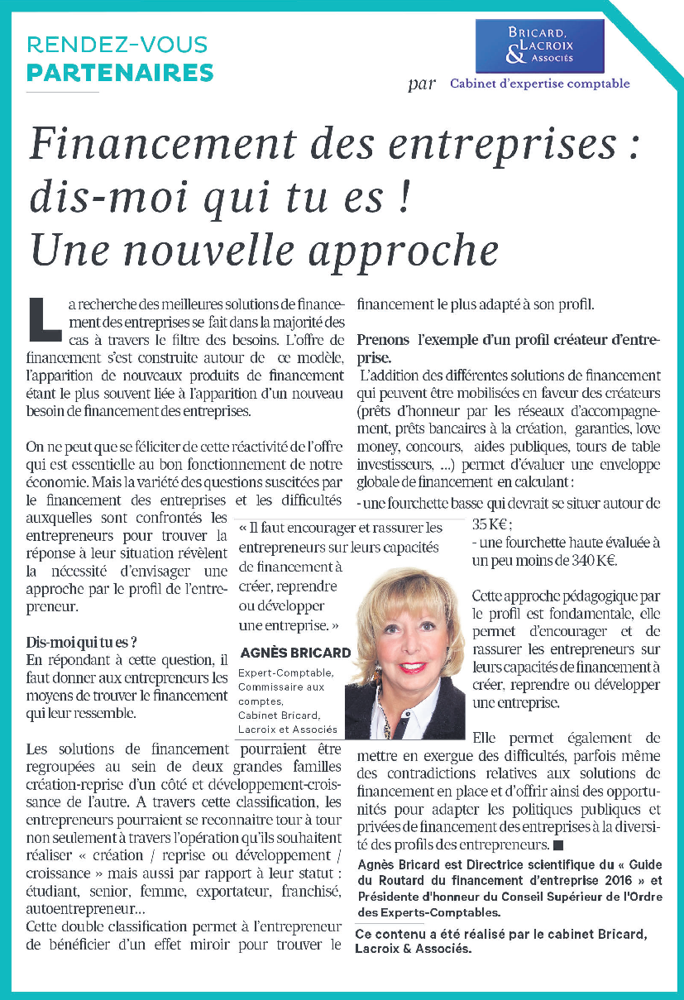 RENDEZ-VOUS
PARTENAIRES
par
BRICARD,
LACROIX
& ASSOCIÉS
Cabinet d'expertise comptable
Financement des entreprises :
dis-moi qui tu es !
Une nouvelle approche
La recherche des meilleures solutions de finance-
ment des entreprises se fait dans la majorité des
cas à travers le filtre des besoins. L'offre de
financement s'est construite autour de ce modèle,
l'apparition de nouveaux produits de financement
étant le plus souvent liée à l'apparition d'un nouveau
besoin de financement des entreprises.
On ne peut que se féliciter de cette réactivité de l'offre
qui est essentielle au bon fonctionnement de notre
économie. Mais la variété des questions suscitées par
le financement des entreprises et les difficultés
auxquelles sont confrontés les
entrepreneurs pour trouver la
réponse à leur situation révèlent
la nécessité d'envisager une
approche par le profil de l'entre-
preneur.
Dis-moi qui tu es ?
En répondant à cette question, il
faut donner aux entrepreneurs les
moyens de trouver le financement
qui leur ressemble.
Les solutions de financement pourraient être
regroupées au sein de deux grandes familles
création-reprise d'un côté et développement-crois-
sance de l'autre. A travers cette classification, les
entrepreneurs pourraient se reconnaitre tour à tour
non seulement à travers l'opération qu'ils souhaitent
réaliser « création / reprise ou développement /
croissance » mais aussi par rapport à leur statut :
étudiant, senior, femme, exportateur, franchisé,
autoentrepreneur...
Cette double classification permet à l'entrepreneur
de bénéficier d'un effet miroir pour trouver le
« Il faut encourager et rassurer les
entrepreneurs sur leurs capacités
de financement à
créer, reprendre
ou développer
une entreprise. »
AGNÈS BRICARD
Expert-Comptable,
Commissaire aux
comptes,
Cabinet Bricard,
Lacroix et Associés
financement le plus adapté à son profil.
Prenons l'exemple d'un profil créateur d'entre-
prise.
L'addition des différentes solutions de financement
qui peuvent être mobilisées en faveur des créateurs
(prêts d'honneur par les réseaux d'accompagne-
ment, prêts bancaires à la création, garanties, love
money, concours, aides publiques, tours de table
investisseurs, ...) permet d'évaluer une enveloppe
globale de financement en calculant :
- une fourchette basse qui devrait se situer autour de
35 K€ ;
- une fourchette haute évaluée à
un peu moins de 340 K€.
Cette approche pédagogique par
le profil est fondamentale, elle
permet d'encourager et de
rassurer les entrepreneurs sur
leurs capacités de financement à
créer, reprendre ou développer
une entreprise.
Elle permet également de
mettre en exergue des difficultés, parfois même
des contradictions relatives aux solutions de
financement en place et d'offrir ainsi des opportu-
nités pour adapter les politiques publiques et
privées de financement des entreprises à la diversi-
té des profils des entrepreneurs. ■
Agnès Bricard est Directrice scientifique du « Guide
du Routard du financement d'entreprise 2016 » et
Présidente d'honneur du Conseil Supérieur de l'Ordre
des Experts-Comptables.
Ce contenu a été réalisé par le cabinet Bricard,
Lacroix & Associés.